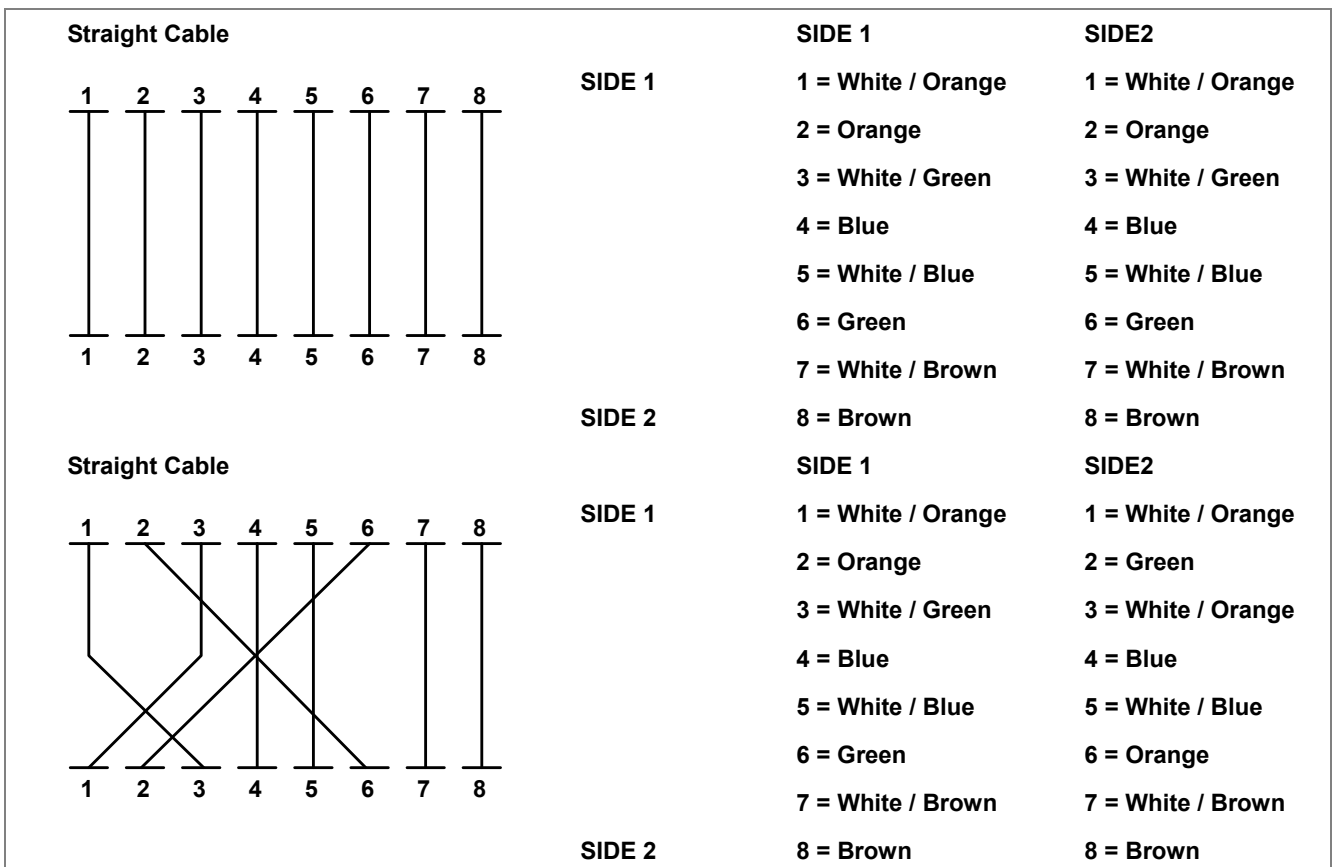 Straight Cable SIDE 1 SIDE2
1 2 3 4 5 6 7 8 SIDE 1 1 = White / Orange 1 = White / Orange
2 = Orange 2 = Orange
3 = White / Green 3 = White / Green
4 = Blue 4 = Blue
5 = White / Blue 5 = White / Blue
6 = Green 6 = Green
1 2 3 4 5 6 7 8
7 = White / Brown 7 = White / Brown
SIDE 2 8 = Brown 8 = Brown
Straight Cable SIDE 1 SIDE2
1 2 3 4 5 6 7 8 SIDE 1 1 = White / Orange 1 = White / Orange
2 = Orange 2 = Green
3 = White / Green 3 = White / Orange
4 = Blue 4 = Blue
5 = White / Blue 5 = White / Blue
6 = Green 6 = Orange
1 2 3 4 5 6 7 8
7 = White / Brown 7 = White / Brown
SIDE 2 8 = Brown 8 = Brown